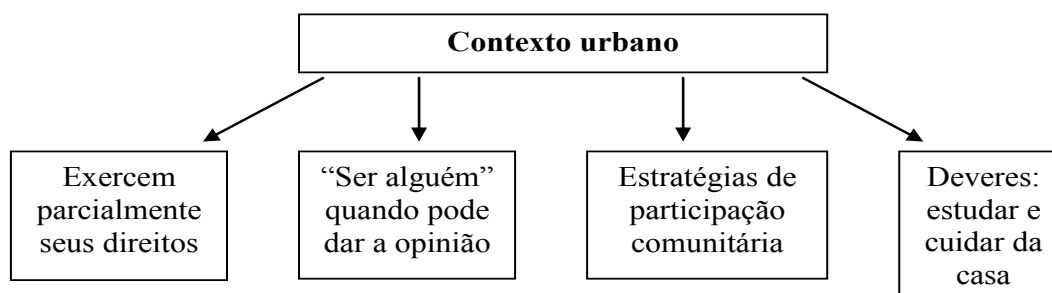 Contexto urbano
Exercem
parcialmente
seus direitos
“Ser alguém”
quando pode
dar a opinião
Estratégias de
participação
comunitária
Deveres:
estudar e
cuidar da
casa